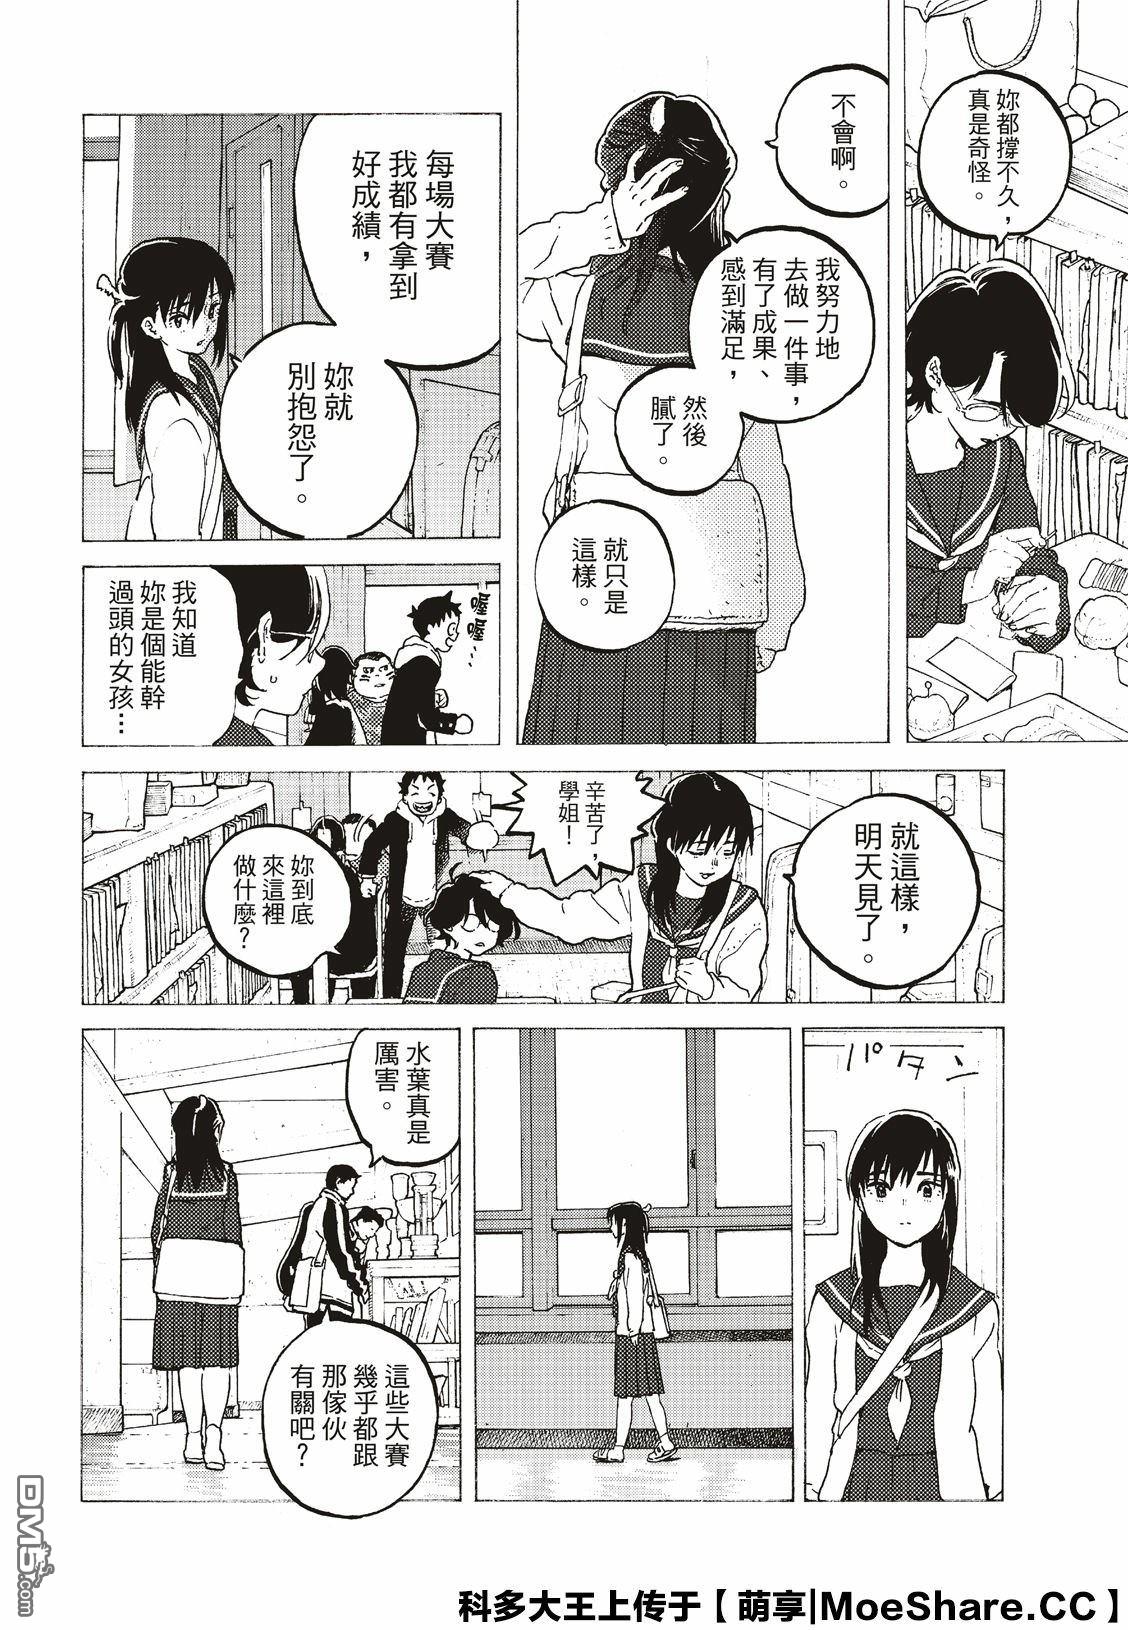 妳都撐不久，
真是奇怪。
不會啊。
我努力地
去做一件事，
有了成果、
感到滿足，
然後
膩了。
就只是
這樣。
每場大賽
我都有拿到
好成績，
妳就
別抱怨了。
喔
喔…
我知道
妳是個能幹
過頭的女孩…
就這樣，
明天見了。
辛苦了，
學姐！
妳到底
來這裡
做什麼？
パタン
水葉真是
厲害。
這些大賽
幾乎都跟
那傢伙
有關吧？
DM5.com
科多大王上传于【萌享|MoeShare.CC】